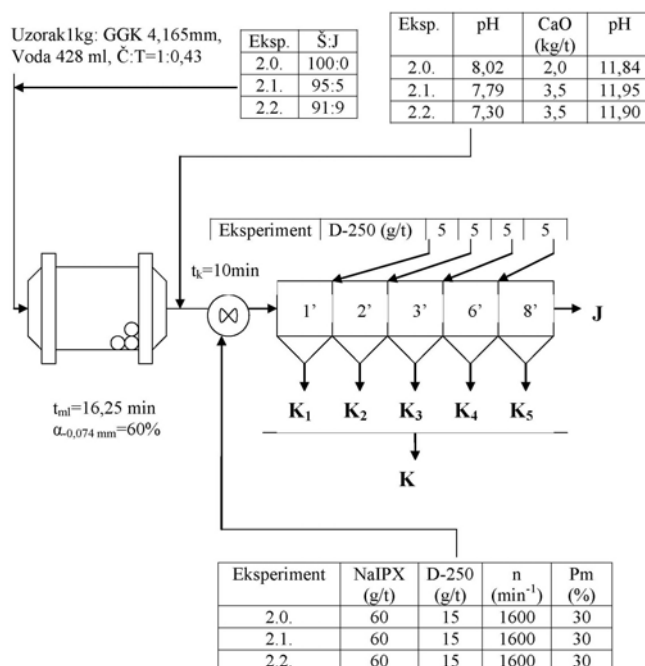 Uzorak1kg: GGK 4,165mm,
Voda 428 ml, Č:T=1:0,43
Eksp. Š:J
2.0. 100:0
2.1. 95:5
2.2. 91:9
Eksp. pH CaO (kg/t) pH
2.0. 8,02 2,0 11,84
2.1. 7,79 3,5 11,95
2.2. 7,30 3,5 11,90
Eksperiment D-250 (g/t) 5 5 5 5
tk=10min
1’ 2’ 3’ 6’ 8’ J
tml=16,25 min
α-0,074 mm=60%
K1 K2 K3 K4 K5
K
Eksperiment NaIPX (g/t) D-250 (g/t) n (min-1) Pm (%)
2.0. 60 15 1600 30
2.1. 60 15 1600 30
2.2. 60 15 1600 30